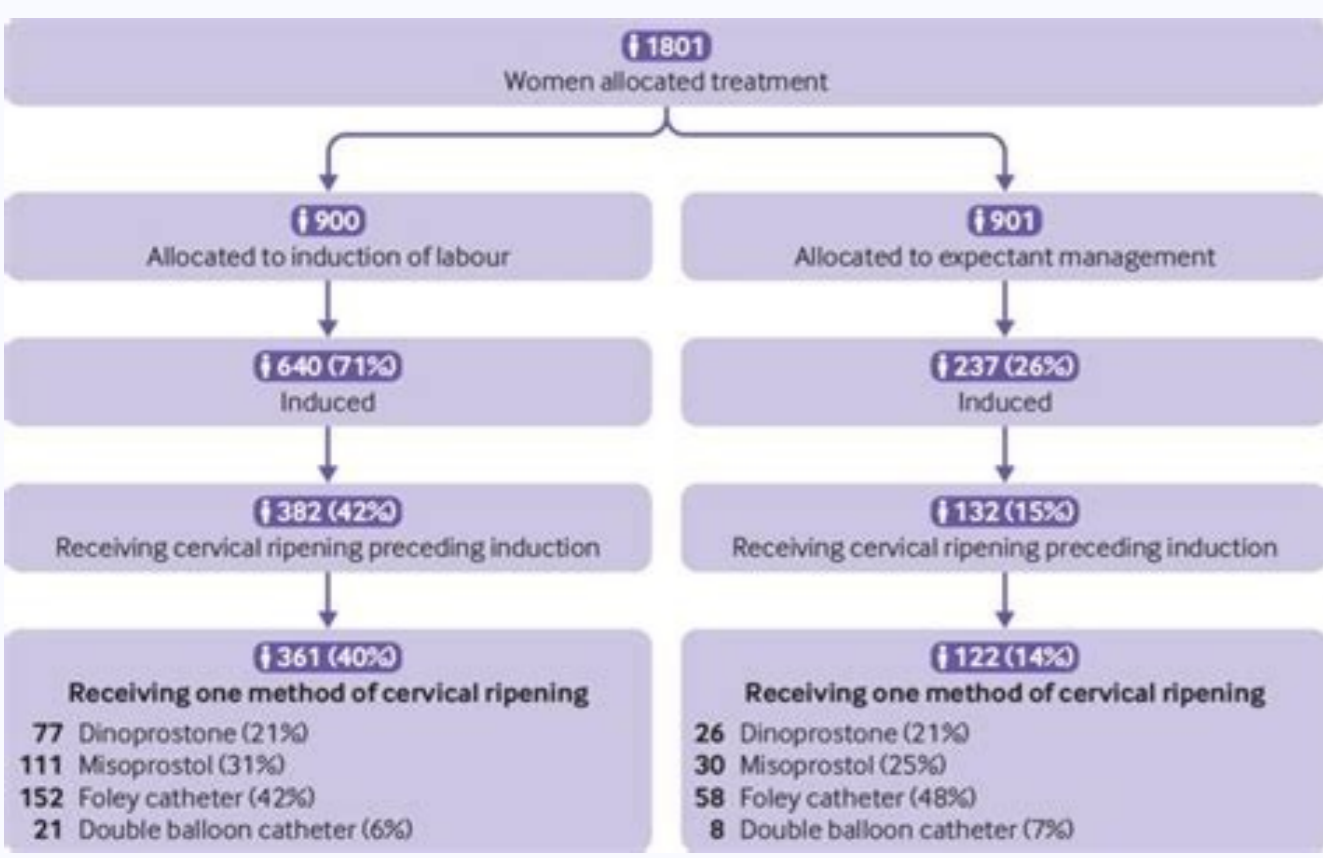 1801
Women allocated treatment
900
Allocated to induction of labour
901
Allocated to expectant management
640 (71%)
Induced
237 (26%)
Induced
382 (42%)
Receiving cervical ripening preceding induction
132 (15%)
Receiving cervical ripening preceding induction
361 (40%)
Receiving one method of cervical ripening
77 Dinoprostone (21%)
111 Misoprostol (31%)
152 Foley catheter (42%)
21 Double balloon catheter (6%)
122 (14%)
Receiving one method of cervical ripening
26 Dinoprostone (21%)
30 Misoprostol (25%)
58 Foley catheter (48%)
8 Double balloon catheter (7%)